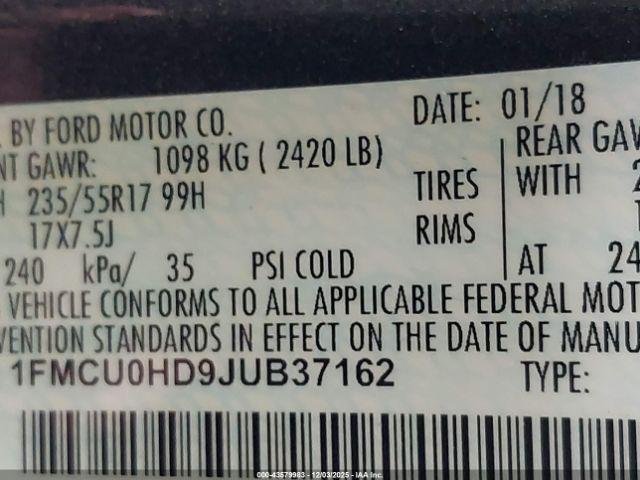 BY FORD MOTOR CO. DATE: 01/18
GAWR: 1098 KG ( 2420 LB) REAR
235/55R17 99H TIRES WITH
17X7.5J RIMS
240 kPa/ 35 PSI COLD AT 24
VEHICLE CONFORMS TO ALL APPLICABLE FEDERAL MOT
VENTION STANDARDS IN EFFECT ON THE DATE OF MANU
1FMCU0HD9JUB37162 TYPE:
000-43579983 - 12/03/2025 - IAA Inc.